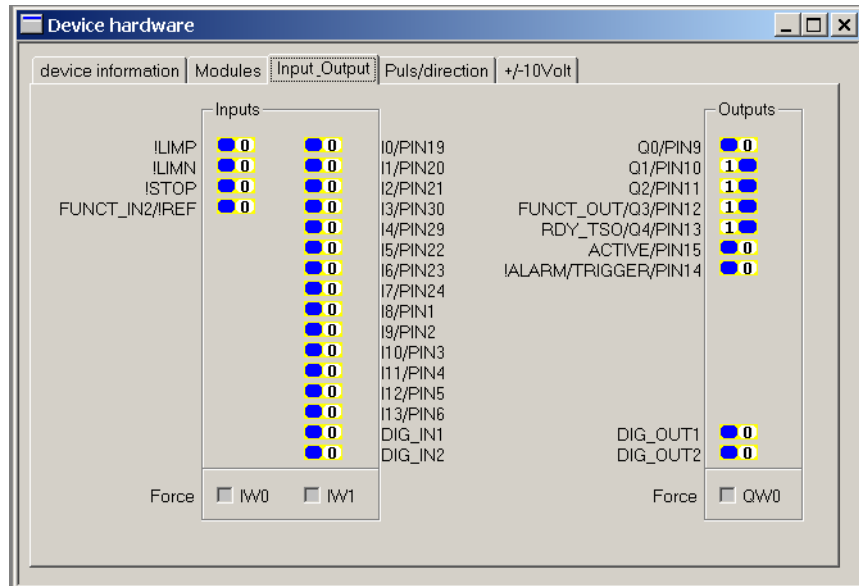 Device hardware
device information Modules Input_Output Puls/direction +/-10Volt
Inputs Outputs
!LIMP 0 0 I0/PIN19 Q0/PIN9 0
!LIMN 0 0 I1/PIN20 Q1/PIN10 1
!STOP 0 0 I2/PIN21 Q2/PIN11 1
FUNCT_IN2/!REF 0 0 I3/PIN30 FUNCT_OUT/Q3/PIN12 1
0 I4/PIN29 RDY_TSO/Q4/PIN13 1
0 I5/PIN22 ACTIVE/PIN15 0
0 I6/PIN23 !ALARM/TRIGGER/PIN14 0
0 I7/PIN24
0 I8/PIN1
0 I9/PIN2
0 I10/PIN3
0 I11/PIN4
0 I12/PIN5
0 I13/PIN6
0 DIG_IN1 DIG_OUT1 0
0 DIG_IN2 DIG_OUT2 0
Force IW0 IW1 Force QW0